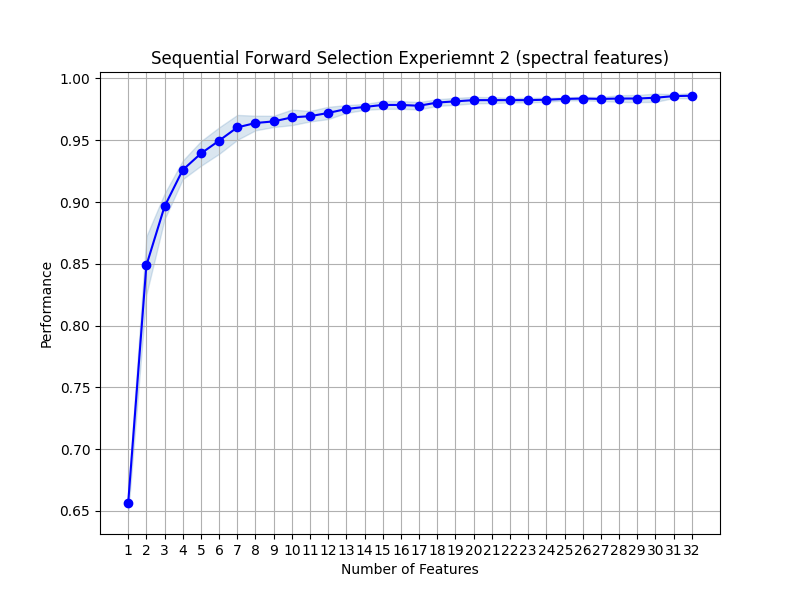 Sequential Forward Selection Experiemnt 2 (spectral features)
1.00
0.95
0.90
0.85
0.80
0.75
0.70
0.65
Performance
1 2 3 4 5 6 7 8 9 10 11 12 13 14 15 16 17 18 19 20 21 22 23 24 25 26 27 28 29 30 31 32
Number of Features